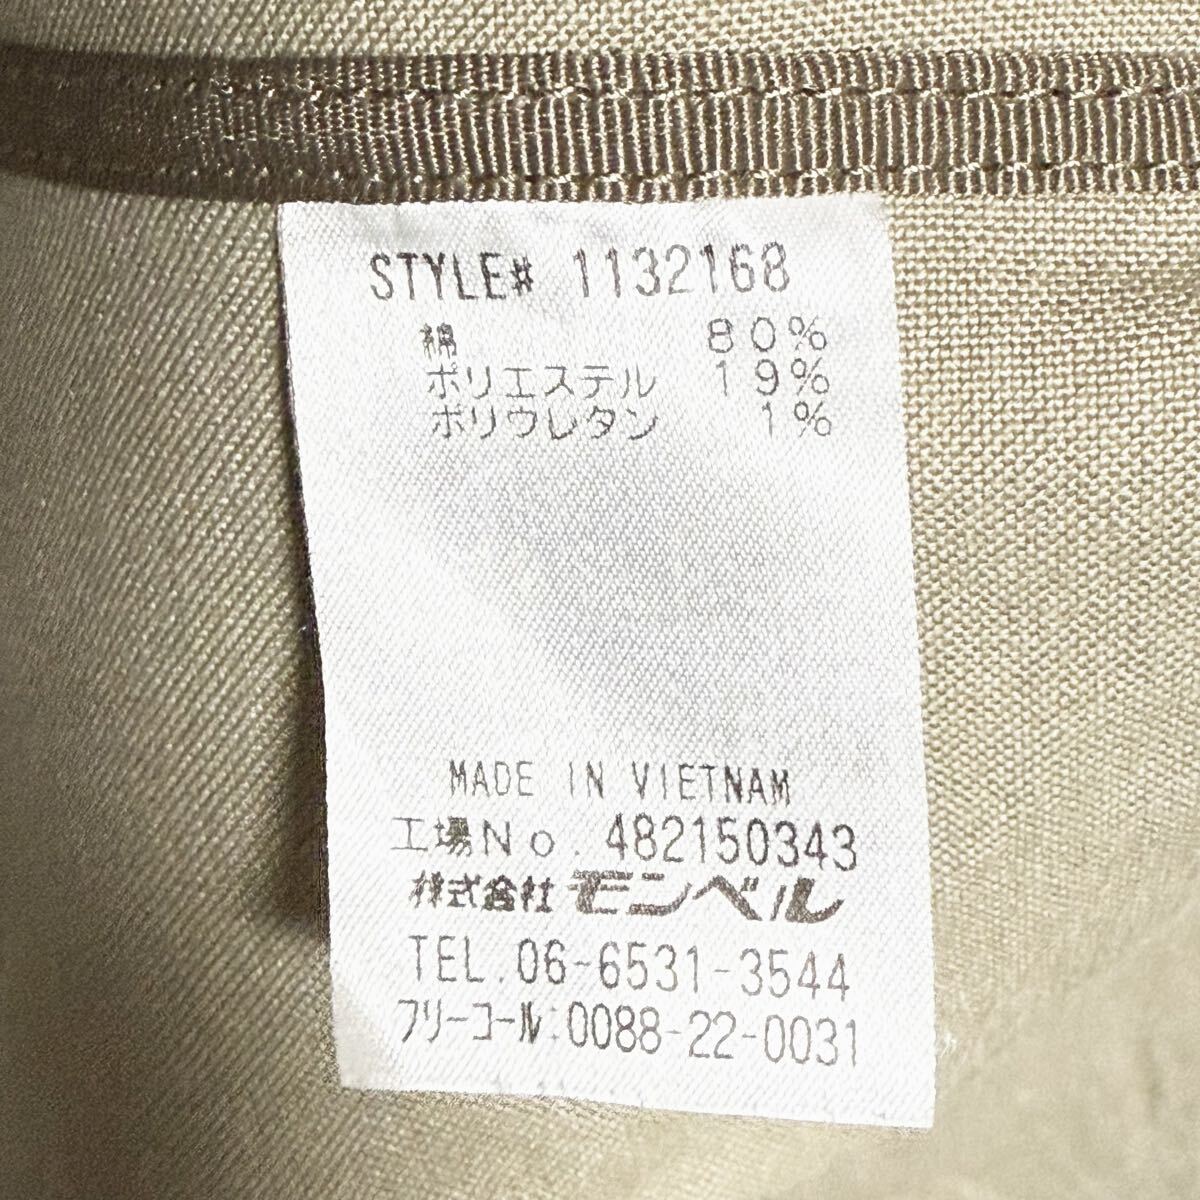 STYLE# 1132168
綿 80%
ポリエステル 19%
ポリウレタン 1%
MADE IN VIETNAM
工場No. 482150343
株式会社モンベル
TEL. 06-6531-3544
フリーコール:0088-22-0031